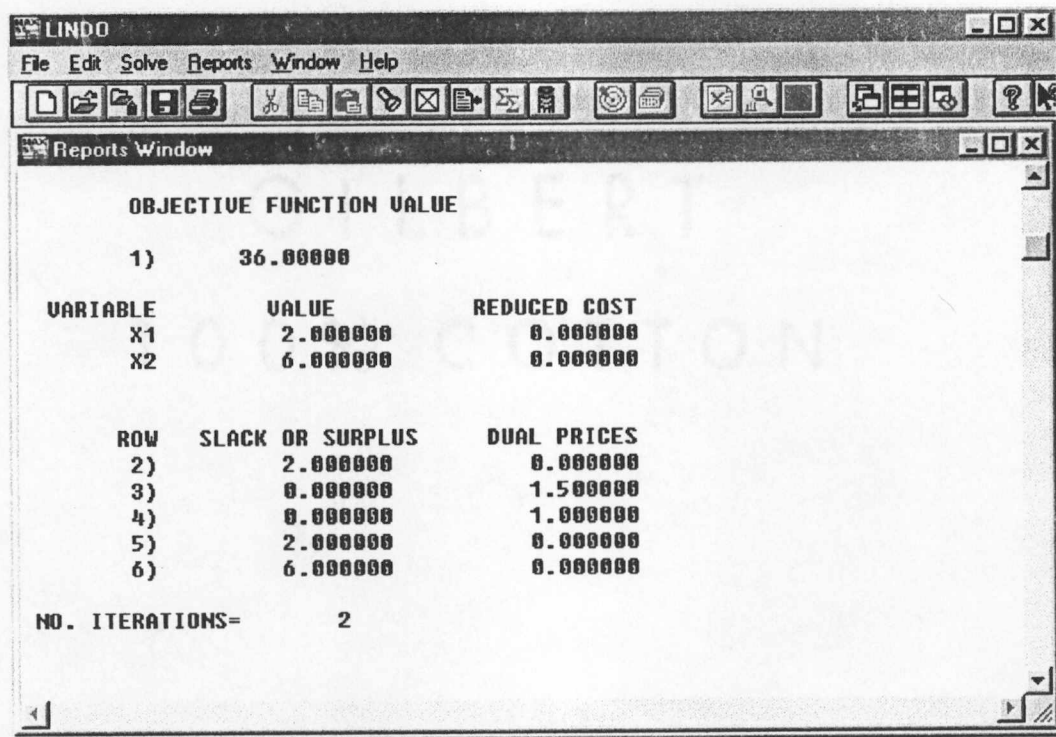 LINDO
File Edit Solve Reports Window Help
Reports Window
OBJECTIVE FUNCTION VALUE
1) 36.00000
VARIABLE VALUE REDUCED COST
X1 2.000000 0.000000
X2 6.000000 0.000000
ROW SLACK OR SURPLUS DUAL PRICES
2) 2.000000 0.000000
3) 0.000000 1.500000
4) 0.000000 1.000000
5) 2.000000 0.000000
6) 6.000000 0.000000
NO. ITERATIONS= 2